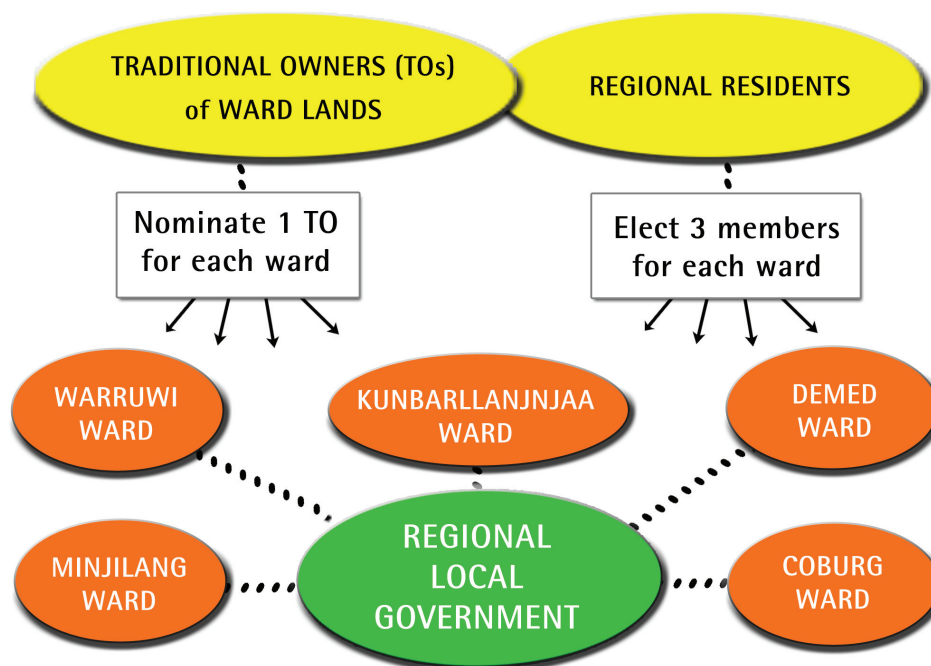 TRADITIONAL OWNERS (TOs)
of WARD LANDS
REGIONAL RESIDENTS
Nominate 1 TO
for each ward
Elect 3 members
for each ward
WARRUWI
WARD
KUNBARLLANJNJAA
WARD
DEMED
WARD
MINJILANG
WARD
REGIONAL
LOCAL
GOVERNMENT
COBURG
WARD